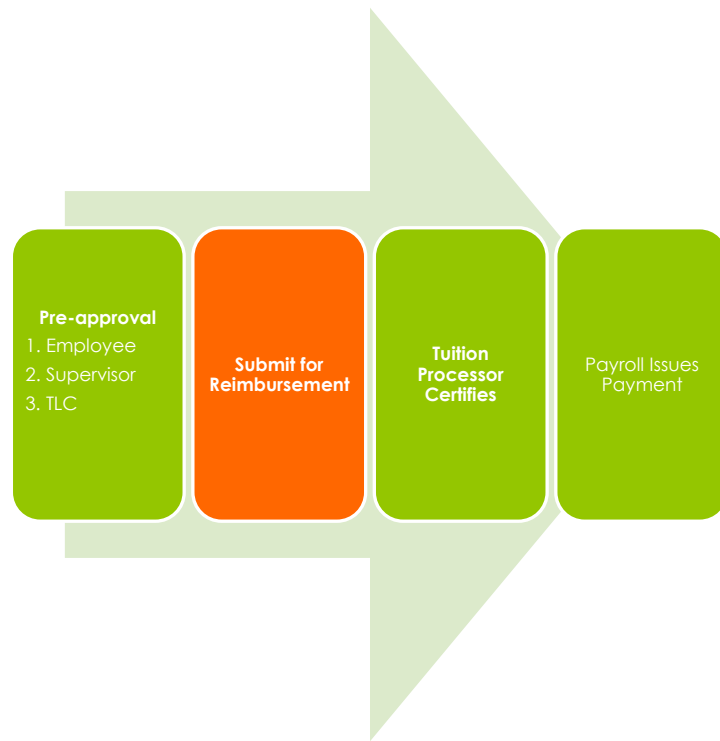 Pre-approval
1. Employee
2. Supervisor
3. TLC
Submit for
Reimbursement
Tuition
Processor
Certifies
Payroll Issues
Payment